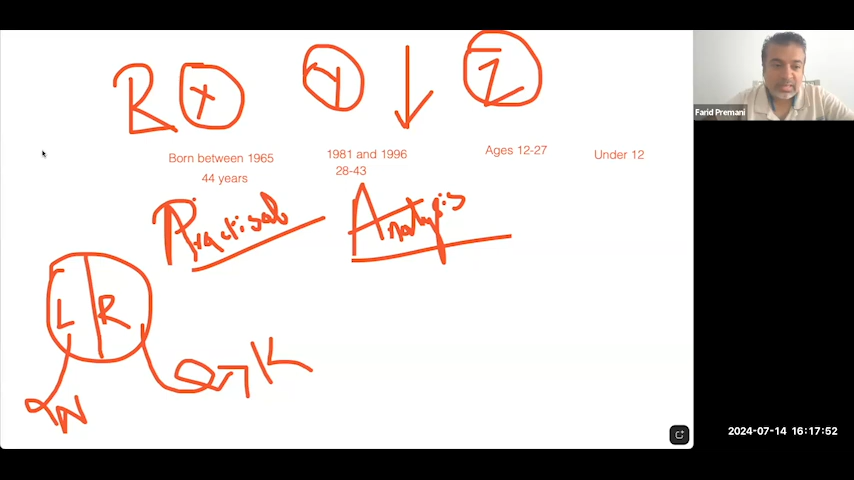 R X Y Z
Born between 1965 1981 and 1996 Ages 12-27 Under 12
44 years 28-43
Practical Analysis
L R
K
Farid Premani
2024-07-14 16:17:52